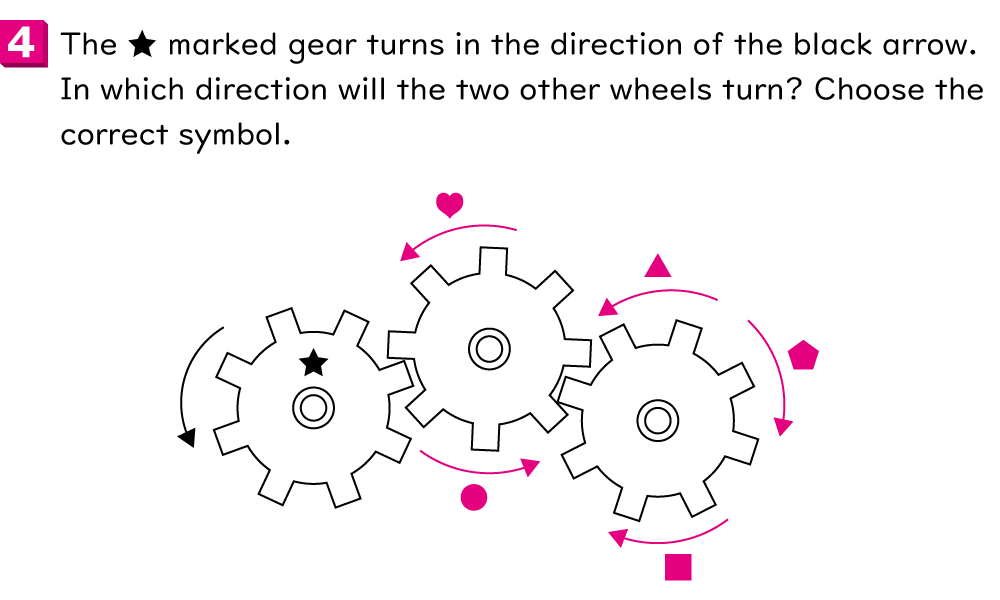 4 The ★ marked gear turns in the direction of the black arrow.
In which direction will the two other wheels turn? Choose the
correct symbol.